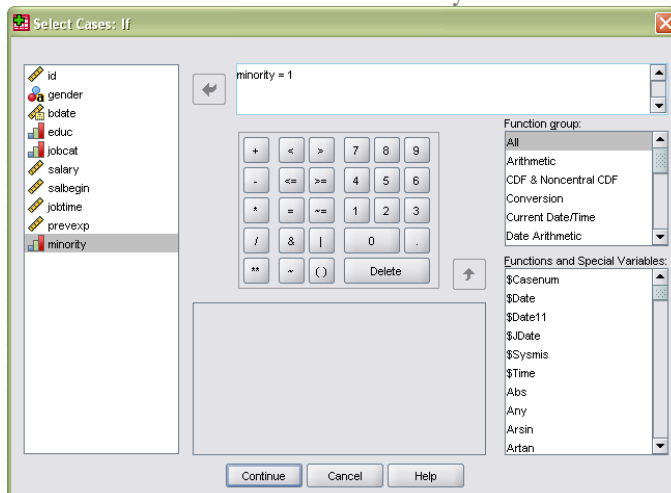 Select Cases: If
id
gender
bdate
educ
jobcat
salary
salbegin
jobtime
prevexp
minority
minority = 1
+ < > 7 8 9
- <= >= 4 5 6
* = ~= 1 2 3
/ & | 0 .
** ~ ( ) Delete
Function group:
All
Arithmetic
CDF & Noncentral CDF
Conversion
Current Date/Time
Date Arithmetic
Functions and Special Variables:
$Casenum
$Date
$Date11
$JDate
$Sysmis
$Time
Abs
Any
Arsin
Artan
Continue Cancel Help